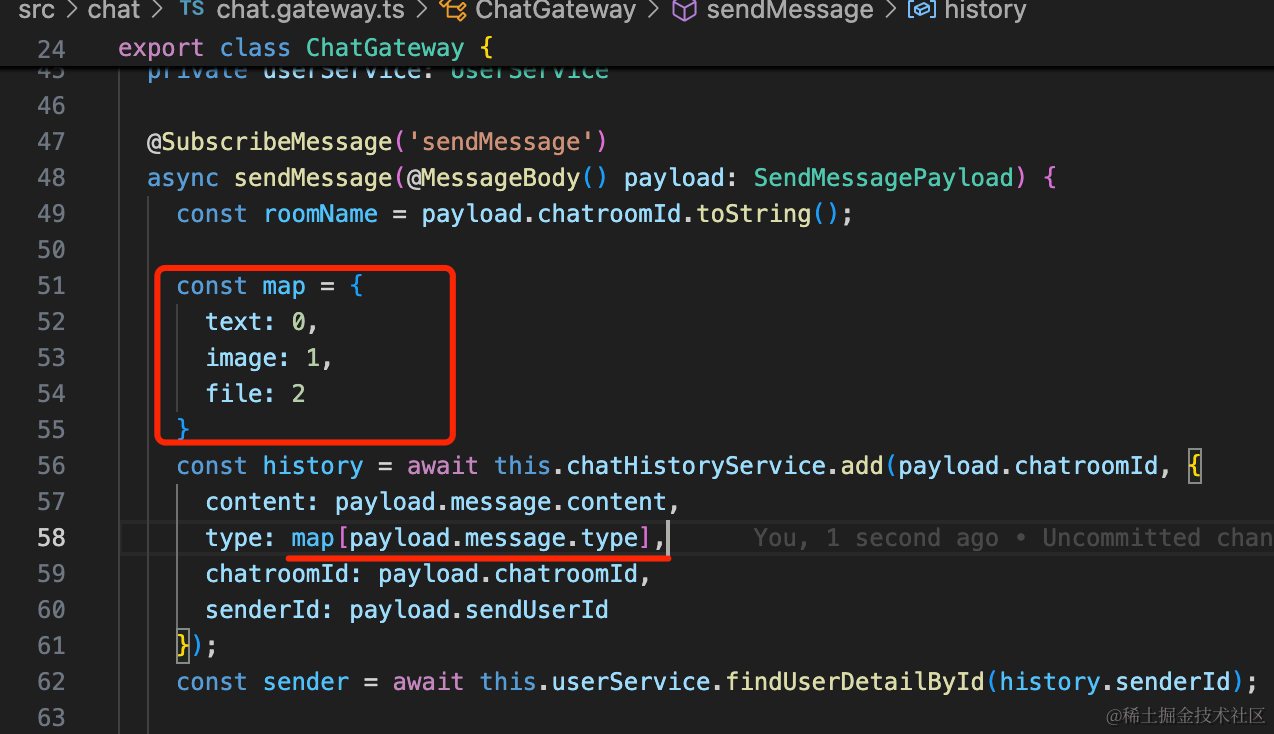 src > chat > TS chat.gateway.ts > ChatGateway > sendMessage > history
24 export class ChatGateway {
45 private userService: UserService
46
47 @SubscribeMessage('sendMessage')
48 async sendMessage(@MessageBody() payload: SendMessagePayload) {
49 const roomName = payload.chatroomId.toString();
50
51 const map = {
52 text: 0,
53 image: 1,
54 file: 2
55 }
56 const history = await this.chatHistoryService.add(payload.chatroomId, {
57 content: payload.message.content,
58 type: map[payload.message.type], You, 1 second ago • Uncommitted chan
59 chatroomId: payload.chatroomId,
60 senderId: payload.sendUserId
61 });
62 const sender = await this.userService.findUserDetailById(history.senderId);
63
@稀土掘金技术社区